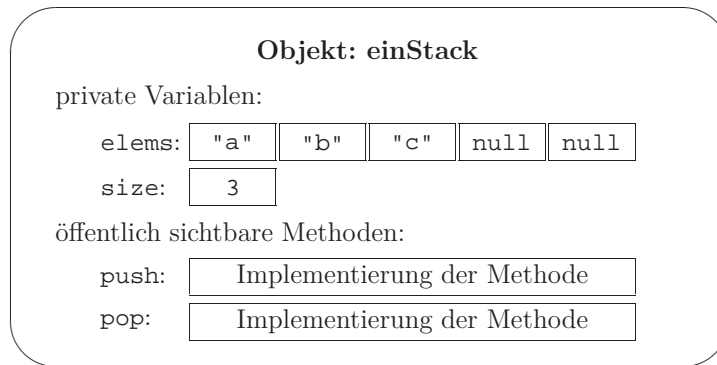 Objekt: einStack
private Variablen:
elems: "a" "b" "c" null null
size: 3
öffentlich sichtbare Methoden:
push: Implementierung der Methode
pop: Implementierung der Methode